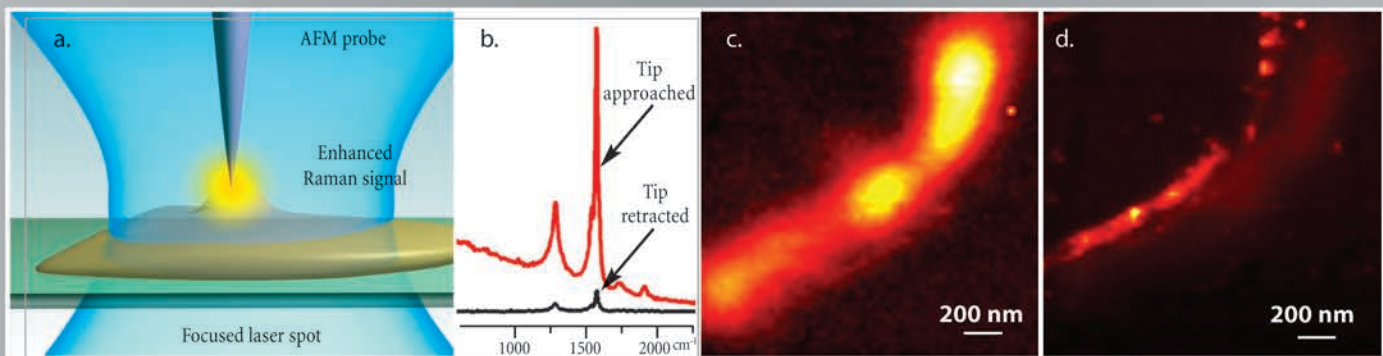 a.
AFM probe
Enhanced
Raman signal
Focused laser spot
b.
Tip
approached
Tip
retracted
1000 1500 2000 cm⁻¹
c.
200 nm
d.
200 nm